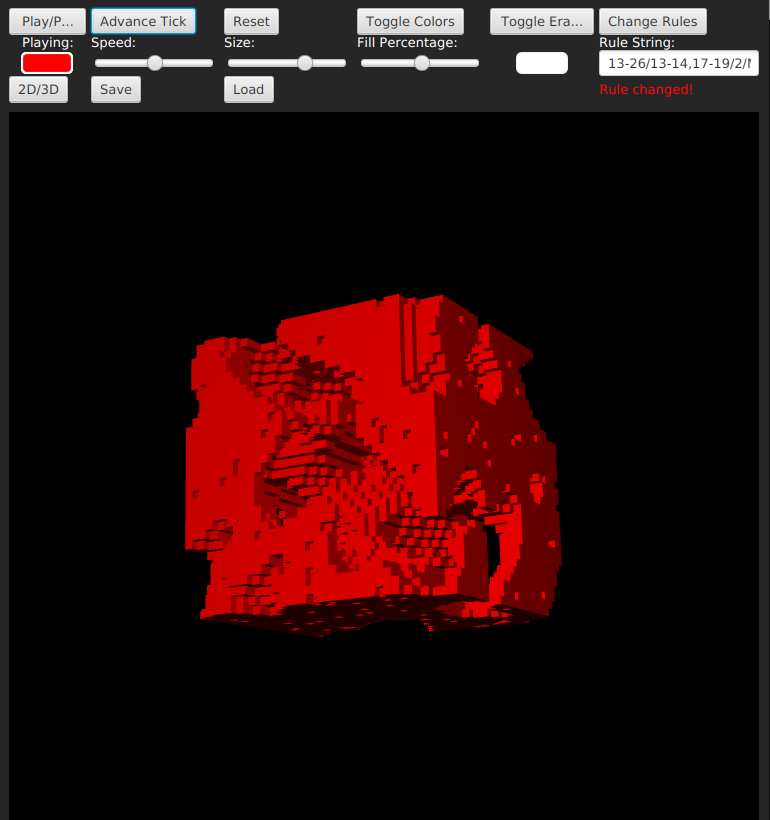 Play/P... Advance Tick Reset Toggle Colors Toggle Era... Change Rules
Playing: Speed: Size: Fill Percentage: Rule String:
13-26/13-14,17-19/2/
2D/3D Save Load Rule changed!